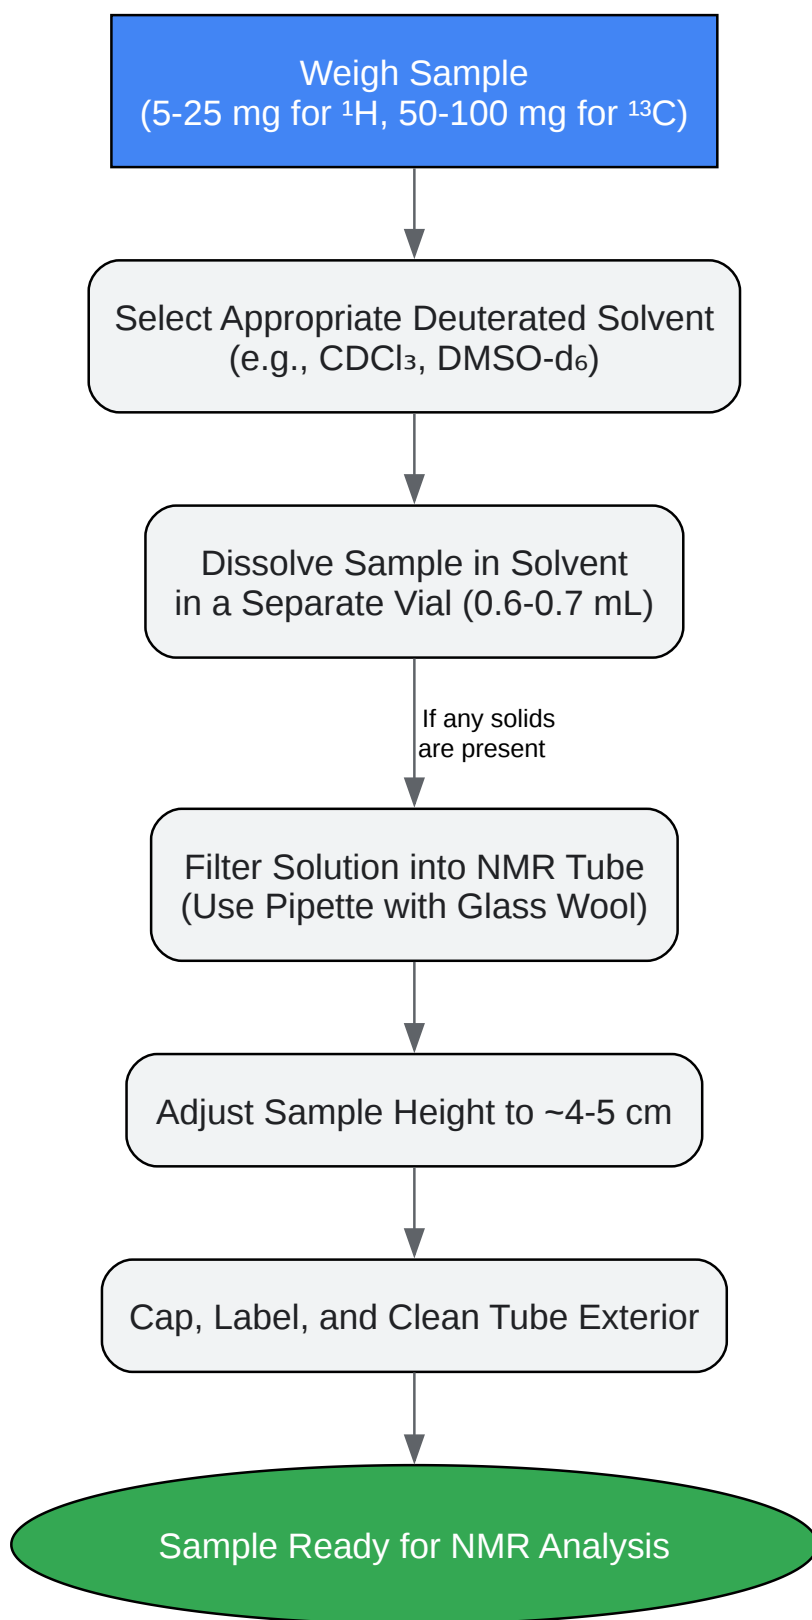 Weigh Sample
(5-25 mg for ¹H, 50-100 mg for ¹³C)
Select Appropriate Deuterated Solvent
(e.g., CDCl₃, DMSO-d₆)
Dissolve Sample in Solvent
in a Separate Vial (0.6-0.7 mL)
If any solids
are present
Filter Solution into NMR Tube
(Use Pipette with Glass Wool)
Adjust Sample Height to ~4-5 cm
Cap, Label, and Clean Tube Exterior
Sample Ready for NMR Analysis